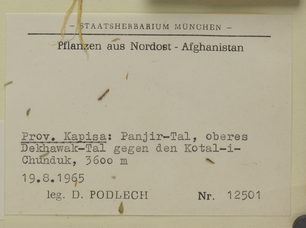 – STAATSHERBARIUM MÜNCHEN –
Pflanzen aus Nordost - Afghanistan
Prov. Kapisa: Panjir-Tal, oberes
Dekhawak-Tal gegen den Kotal-i-
Chunduk, 3600 m
19.8.1965
leg. D. PODLECH Nr. 12501